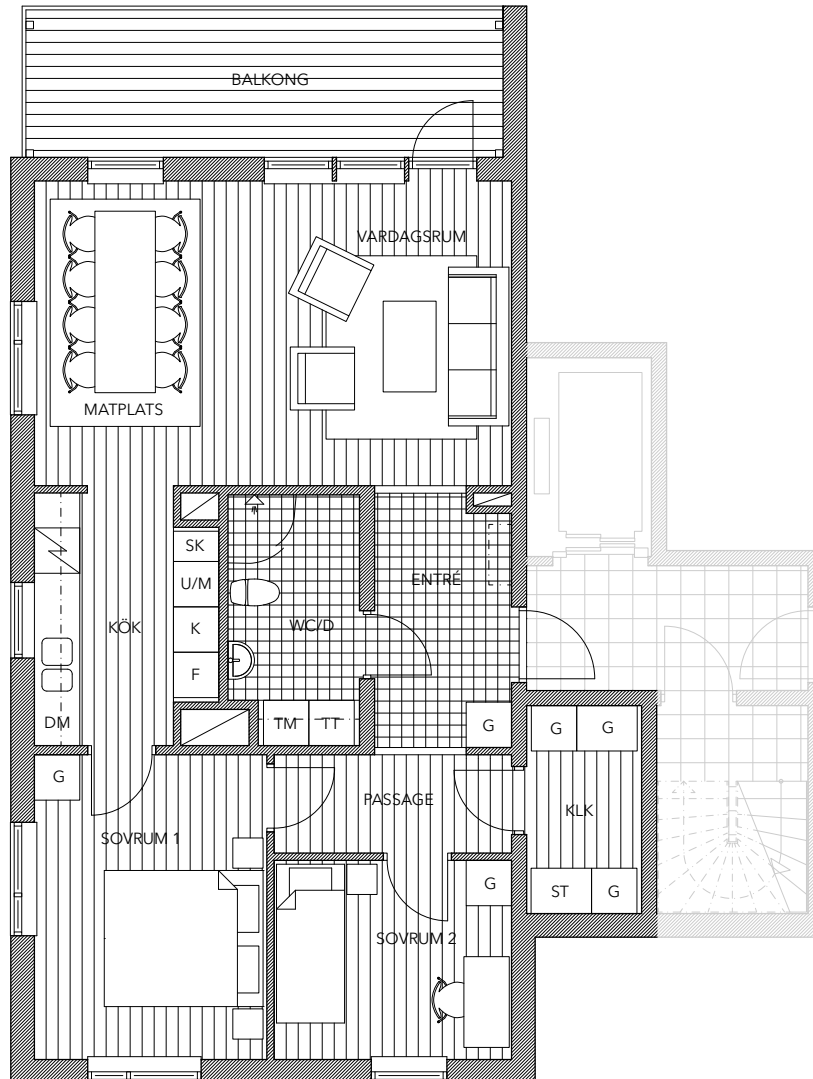 BALKONG
VARDAGSRUM
MATPLATS
SK
U/M
K
F
KÖK
WC/D
ENTRÉ
DM
TM
TT
G
G
G
G
PASSAGE
KLK
SOVRUM 1
G
ST
G
SOVRUM 2